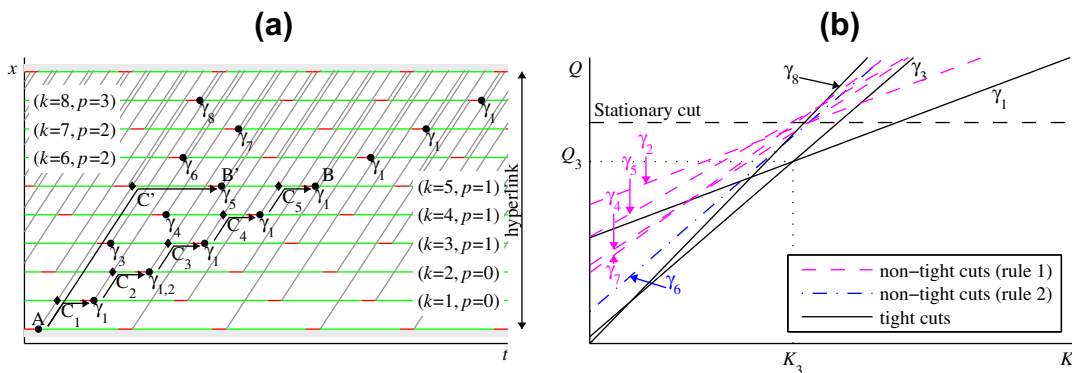 (a)
x
(k=8, p=3)
γ8
γ1
(k=7, p=2)
γ7
γ1
(k=6, p=2)
γ6
γ1
C'
B'
γ5
C5
B
γ1
(k=5, p=1)
γ4
C4
γ1
(k=4, p=1)
γ3
C3
γ1
(k=3, p=1)
C2
γ1,2
(k=2, p=0)
A
C1
γ1
(k=1, p=0)
hyperlink
t
(b)
Q
γ8
γ3
γ1
Stationary cut
Q3
γ2
γ5
γ4
γ7
γ6
non-tight cuts (rule 1)
non-tight cuts (rule 2)
tight cuts
K3
K